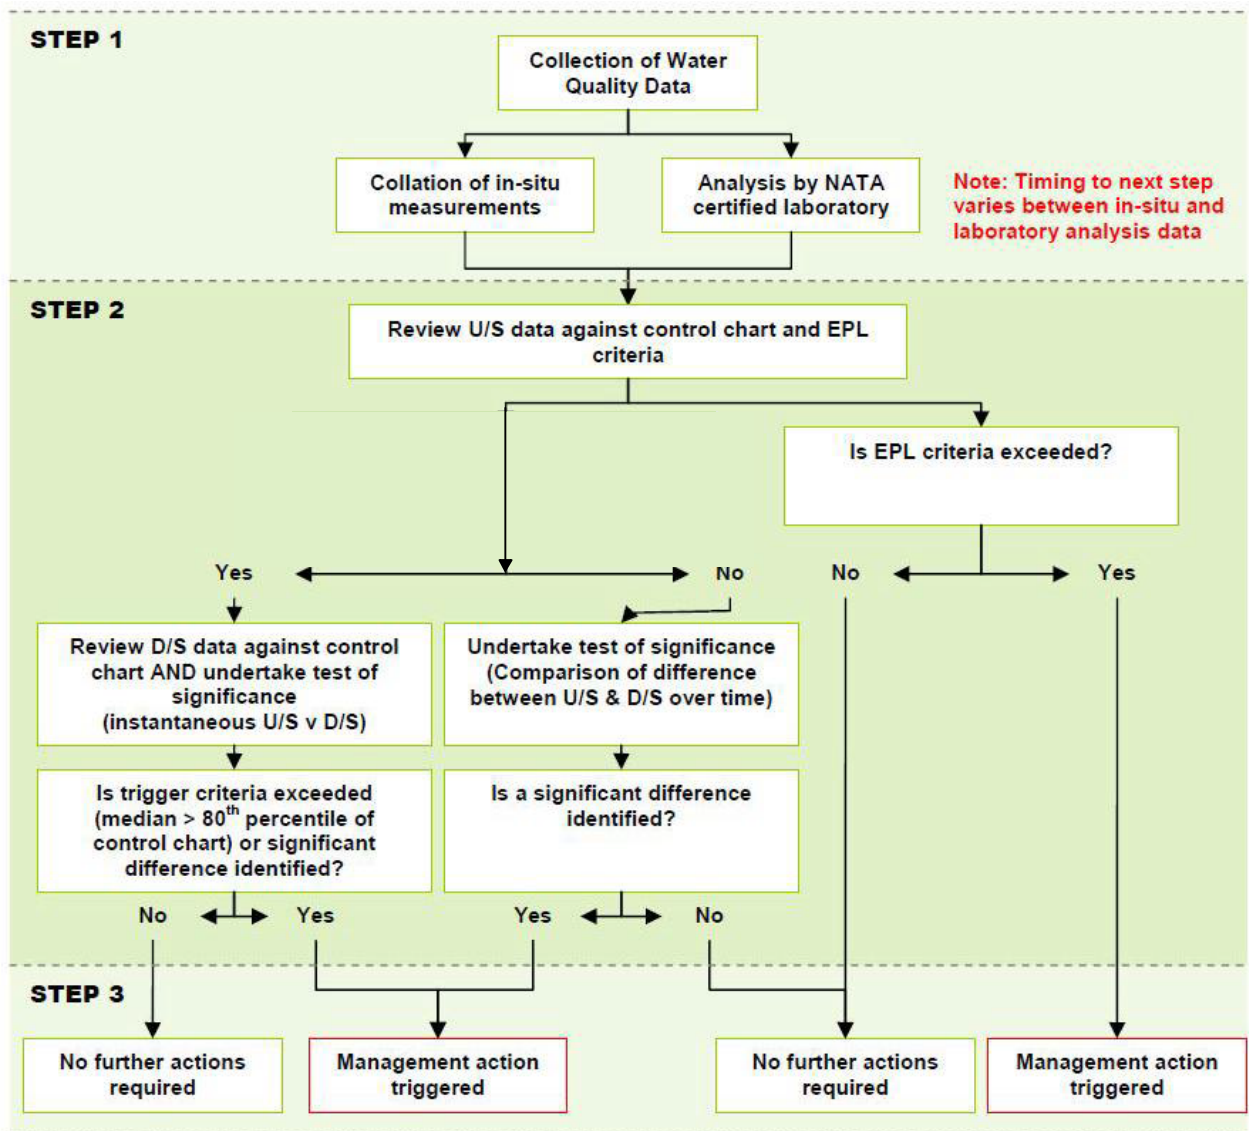 STEP 1
Collection of Water
Quality Data
Collation of in-situ
measurements
Analysis by NATA
certified laboratory
Note: Timing to next step
varies between in-situ and
laboratory analysis data
STEP 2
Review U/S data against control chart and EPL
criteria
Is EPL criteria exceeded?
Yes
No
No
Yes
Review D/S data against control
chart AND undertake test of
significance
(instantaneous U/S v D/S)
Undertake test of significance
(Comparison of difference
between U/S & D/S over time)
Is trigger criteria exceeded
(median > 80th percentile of
control chart) or significant
difference identified?
Is a significant difference
identified?
No
Yes
Yes
No
STEP 3
No further actions
required
Management action
triggered
No further actions
required
Management action
triggered